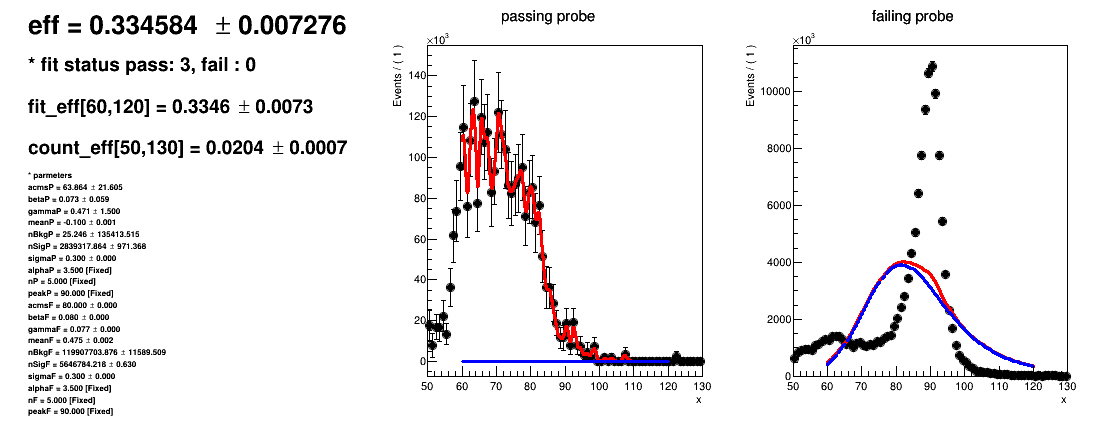 eff = 0.334584 ± 0.007276
* fit status pass: 3, fail : 0
fit_eff[60,120] = 0.3346 ± 0.0073
count_eff[50,130] = 0.0204 ± 0.0007
* parmeters
acmsP = 63.864 ± 21.605
betaP = 0.073 ± 0.059
gammaP = 0.471 ± 1.500
meanP = -0.100 ± 0.001
nBkgP = 25.246 ± 135413.515
nSigP = 2839317.864 ± 971.368
sigmaP = 0.300 ± 0.000
alphaP = 3.500 [Fixed]
nP = 5.000 [Fixed]
peakP = 90.000 [Fixed]
acmsF = 80.000 ± 0.000
betaF = 0.080 ± 0.000
gammaF = 0.077 ± 0.000
meanF = 0.475 ± 0.002
nBkgF = 119907703.876 ± 11589.509
nSigF = 5646784.218 ± 0.630
sigmaF = 0.300 ± 0.000
alphaF = 3.500 [Fixed]
nF = 5.000 [Fixed]
peakF = 90.000 [Fixed]
passing probe
×10³
Events / ( 1 )
140
120
100
80
60
40
20
0
50 60 70 80 90 100 110 120 130
x
failing probe
×10³
Events / ( 1 )
10000
8000
6000
4000
2000
0
50 60 70 80 90 100 110 120 130
x